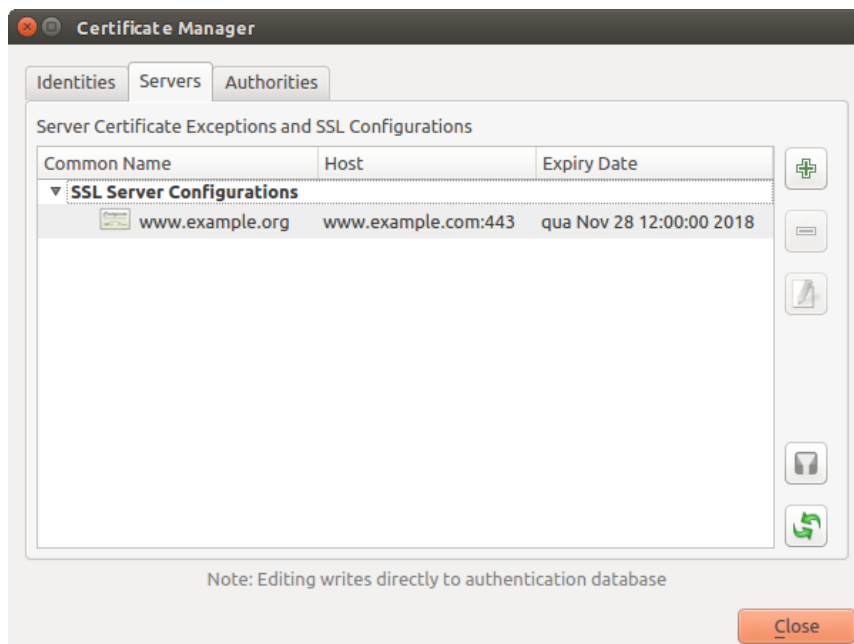 Certificate Manager
Identities Servers Authorities
Server Certificate Exceptions and SSL Configurations
Common Name Host Expiry Date
SSL Server Configurations
www.example.org www.example.com:443 qua Nov 28 12:00:00 2018
Note: Editing writes directly to authentication database
Close